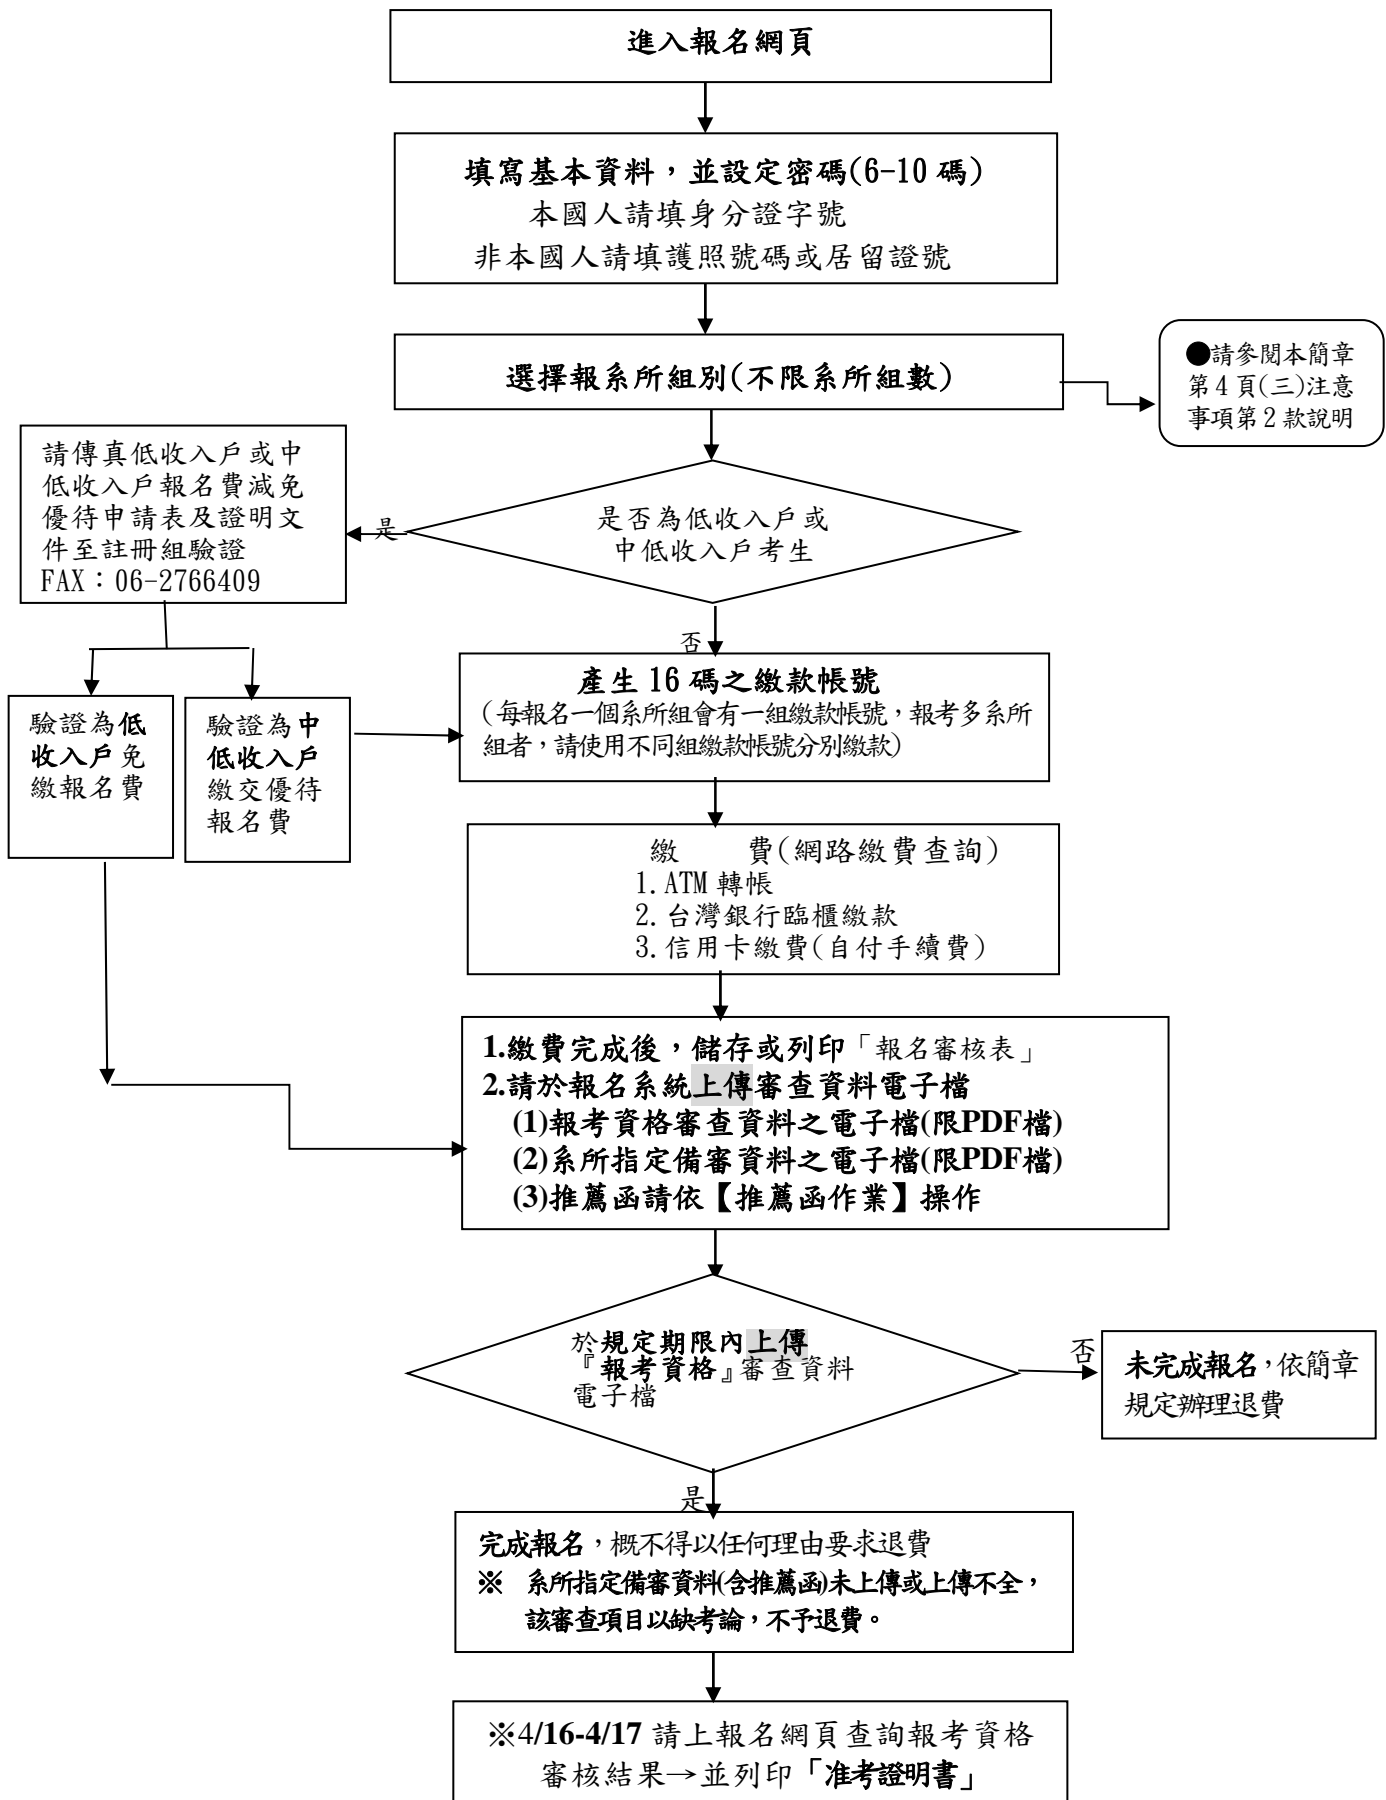 進入報名網頁
填寫基本資料，並設定密碼(6-10 碼)
本國人請填身分證字號
非本國人請填護照號碼或居留證號
選擇報系所組別(不限系所組數)
●請參閱本簡章
第 4 頁(三)注意
事項第 2 款說明
是否為低收入戶或
中低收入戶考生
是
請傳真低收入戶或中
低收入戶報名費減免
優待申請表及證明文
件至註冊組驗證
FAX：06-2766409
驗證為低
收入戶免
繳報名費
驗證為中
低收入戶
繳交優待
報名費
否
產生 16 碼之繳款帳號
(每報名一個系所組會有一組繳款帳號，報考多系所
組者，請使用不同組繳款帳號分別繳款)
繳　　費(網路繳費查詢)
1.ATM 轉帳
2.台灣銀行臨櫃繳款
3.信用卡繳費(自付手續費)
1.繳費完成後，儲存或列印「報名審核表」
2.請於報名系統上傳審查資料電子檔
(1)報考資格審查資料之電子檔(限PDF檔)
(2)系所指定備審資料之電子檔(限PDF檔)
(3)推薦函請依【推薦函作業】操作
於規定期限內上傳
『報考資格』審查資料
電子檔
否
未完成報名，依簡章
規定辦理退費
是
完成報名，概不得以任何理由要求退費
※ 系所指定備審資料(含推薦函)未上傳或上傳不全，
該審查項目以缺考論，不予退費。
※4/16-4/17 請上報名網頁查詢報考資格
審核結果→並列印「准考證明書」